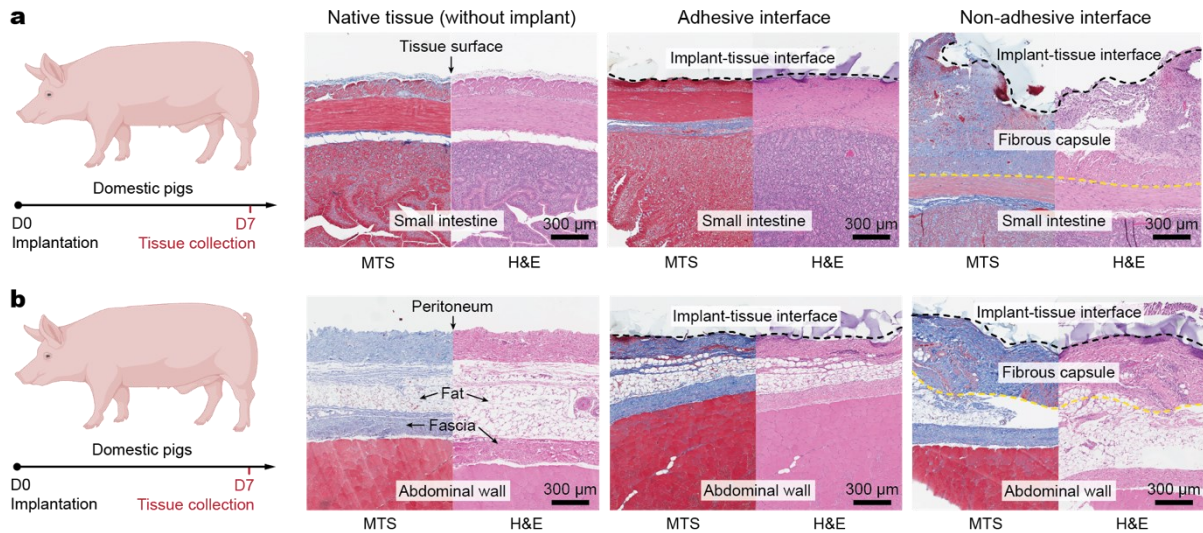 a
Native tissue (without implant)
Adhesive interface
Non-adhesive interface
Tissue surface
Implant-tissue interface
Implant-tissue interface
Fibrous capsule
Domestic pigs
D0
D7
Implantation
Tissue collection
Small intestine
300 µm
Small intestine
300 µm
Small intestine
300 µm
MTS
H&E
MTS
H&E
MTS
H&E
b
Peritoneum
Implant-tissue interface
Implant-tissue interface
Fibrous capsule
Fat
Fascia
Domestic pigs
D0
D7
Implantation
Tissue collection
Abdominal wall
300 µm
Abdominal wall
300 µm
Abdominal wall
300 µm
MTS
H&E
MTS
H&E
MTS
H&E